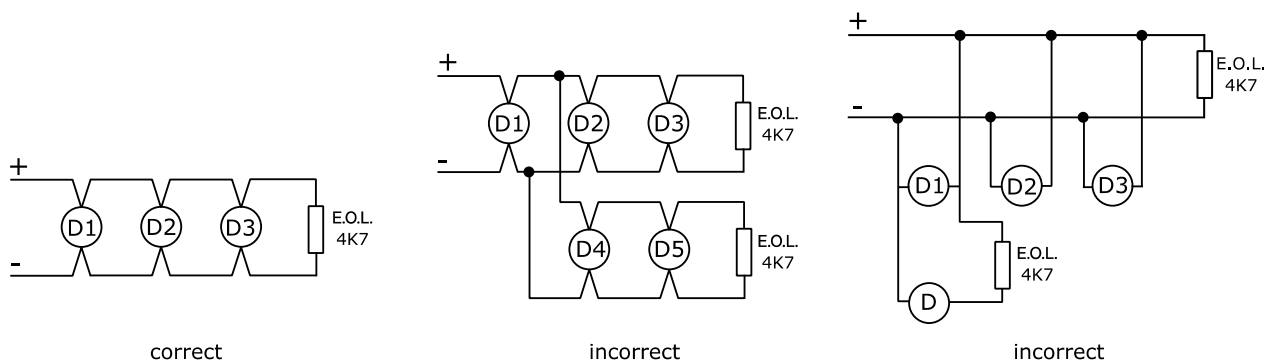 +
D1 D2 D3 E.O.L.
4K7
-
correct
+
D1 D2 D3 E.O.L.
4K7
-
D4 D5 E.O.L.
4K7
incorrect
+
E.O.L.
4K7
-
D1 D2 D3
E.O.L.
4K7
D
incorrect